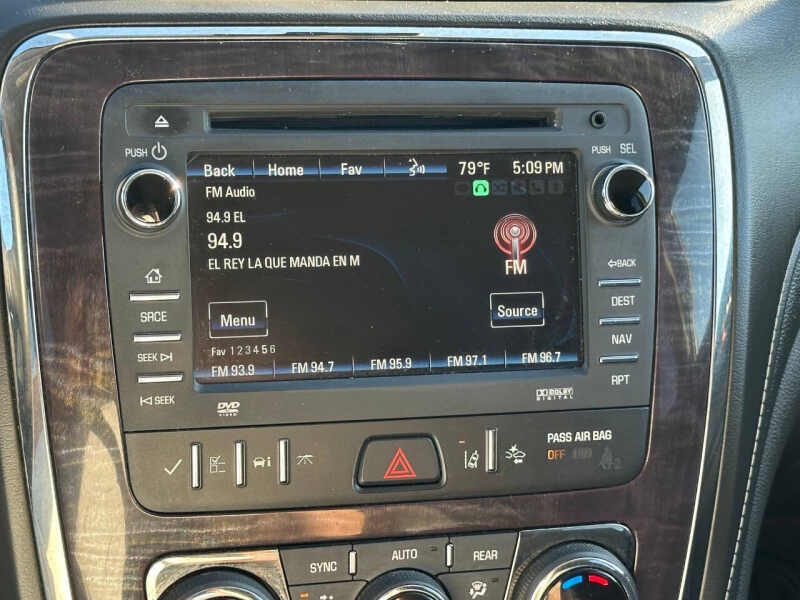 PUSH
PUSH SEL
Back Home Fav 79°F 5:09 PM
FM Audio
94.9 EL
94.9
EL REY LA QUE MANDA EN M
FM
BACK
SRCE
DEST
Menu
Source
SEEK
NAV
Fav 1 2 3 4 5 6
FM 93.9 FM 94.7 FM 95.9 FM 97.1 FM 96.7
SEEK
RPT
DVD
VIDEO
DOLBY
DIGITAL
PASS AIR BAG
OFF
SYNC AUTO REAR